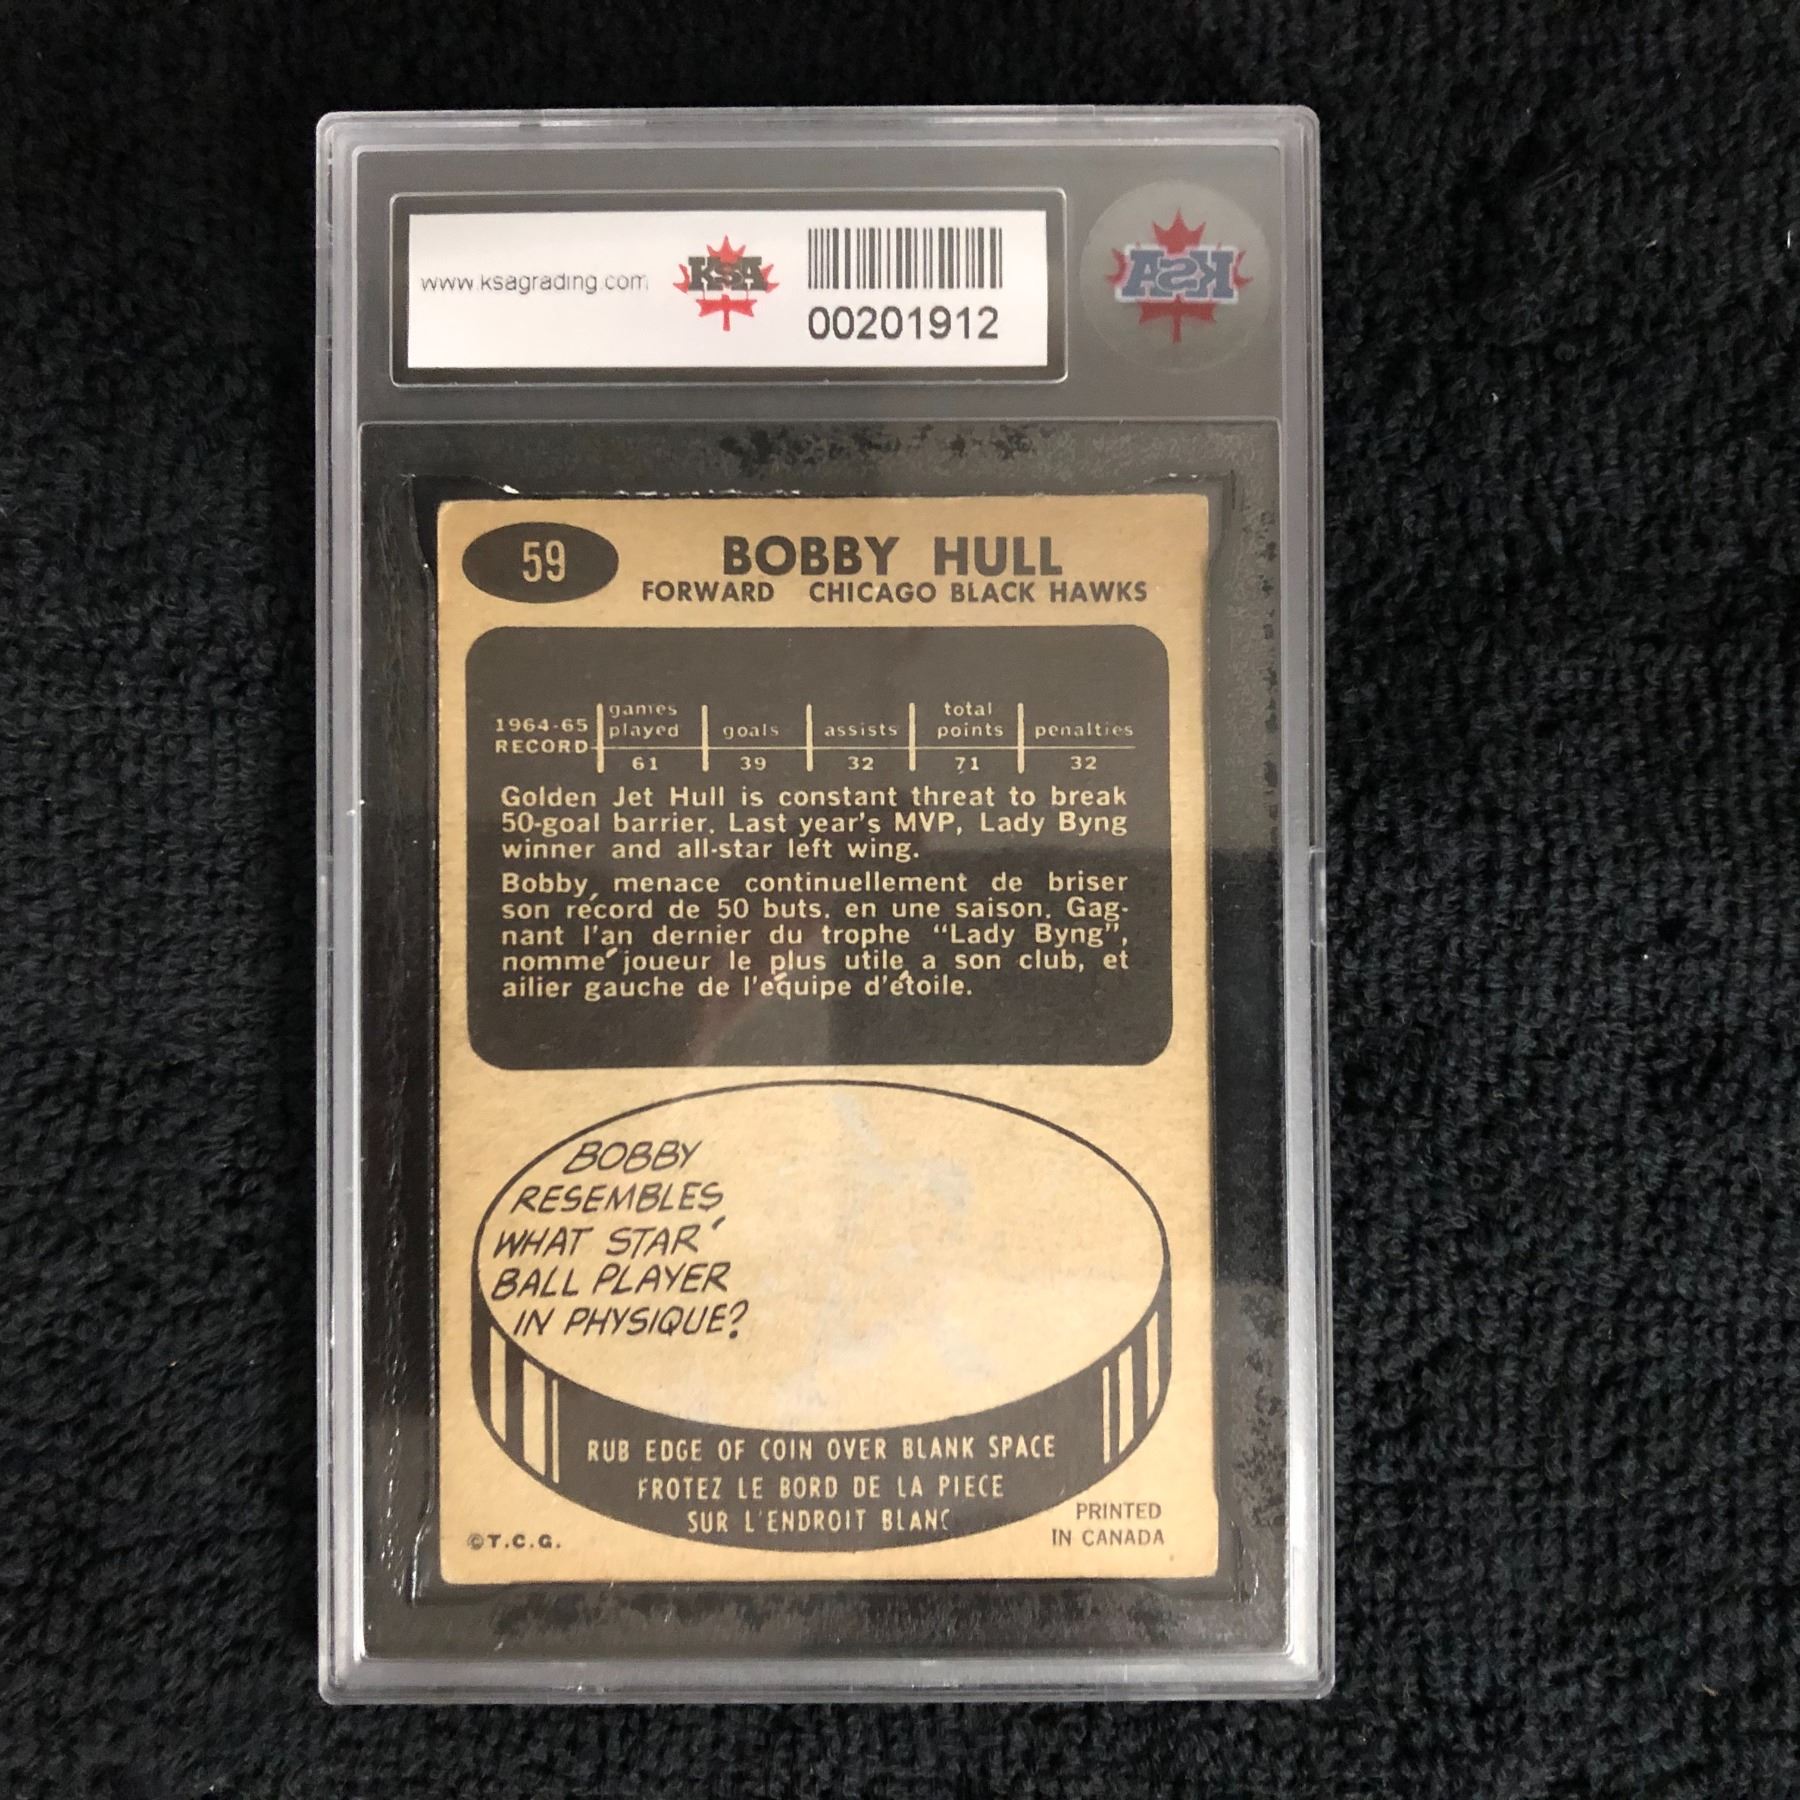 www.ksagrading.com
KSA
00201912
KSA
59
BOBBY HULL
FORWARD CHICAGO BLACK HAWKS
1964-65 RECORD games played goals assists total points penalties
61 39 32 71 32
Golden Jet Hull is constant threat to break
50-goal barrier. Last year's MVP, Lady Byng
winner and all-star left wing.
Bobby, menace continuellement de briser
son récord de 50 buts. en une saison. Gag-
nant l'an dernier du trophe "Lady Byng",
nommé joueur le plus utile a son club, et
ailier gauche de l'équipe d'étoile.
BOBBY
RESEMBLES
WHAT STAR
BALL PLAYER
IN PHYSIQUE?
RUB EDGE OF COIN OVER BLANK SPACE
FROTEZ LE BORD DE LA PIECE
SUR L'ENDROIT BLANC
©T.C.G.
PRINTED
IN CANADA